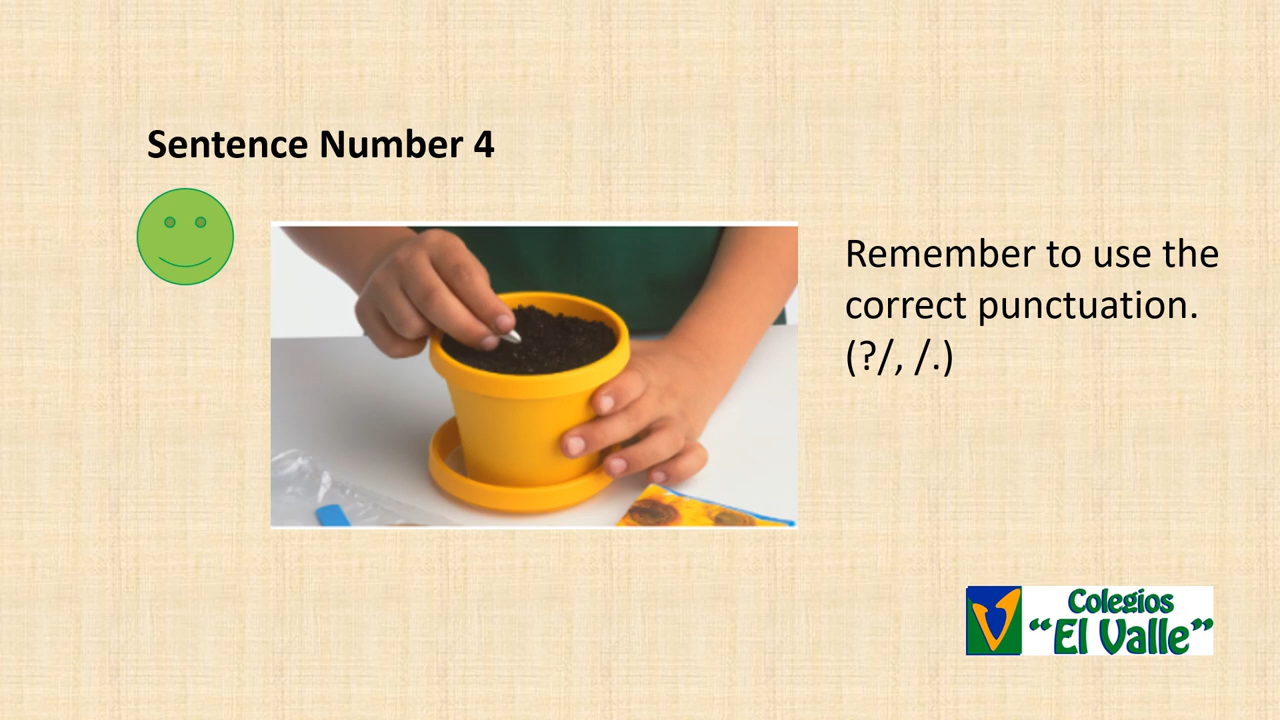 Sentence Number 4
Remember to use the
correct punctuation.
(?/, /.)
Colegios
“El Valle”